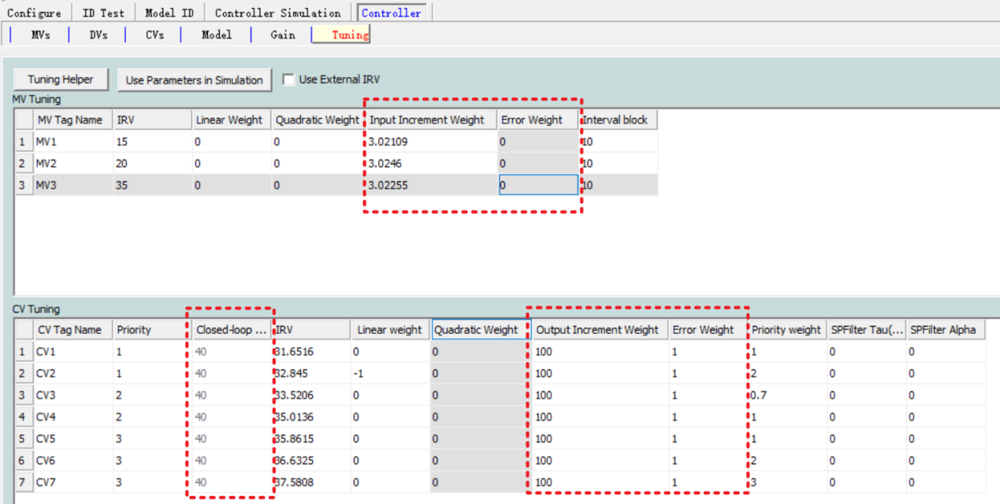 Configure ID Test Model ID Controller Simulation Controller
MVs DVs CVs Model Gain Tuning
Tuning Helper Use Parameters in Simulation Use External IRV
MV Tuning
MV Tag Name IRV Linear Weight Quadratic Weight Input Increment Weight Error Weight Interval block
1 MV1 15 0 0 3.02109 0 10
2 MV2 20 0 0 3.0246 0 10
3 MV3 35 0 0 3.02255 0 10
CV Tuning
CV Tag Name Priority Closed-loop ... IRV Linear weight Quadratic Weight Output Increment Weight Error Weight Priority weight SPFilter Tau(... SPFilter Alpha
1 CV1 1 40 31.6516 0 0 100 1 1 0 0
2 CV2 1 40 32.845 -1 0 100 1 2 0 0
3 CV3 2 40 33.5206 0 0 100 1 0.7 0 0
4 CV4 2 40 35.0136 0 0 100 1 1 0 0
5 CV5 3 40 35.8615 0 0 100 1 1 0 0
6 CV6 3 40 36.6325 0 0 100 1 2 0 0
7 CV7 3 40 37.5808 0 0 100 1 3 0 0